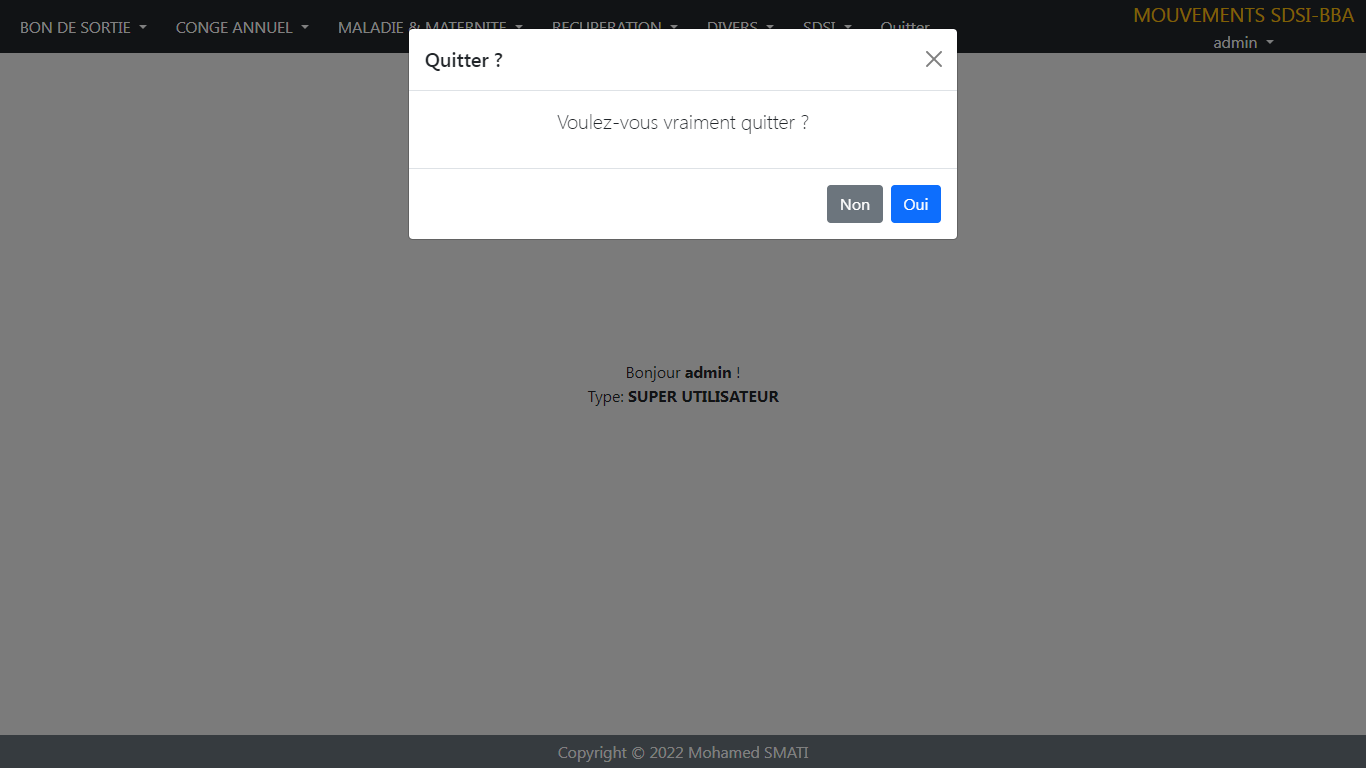 BON DE SORTIE
CONGE ANNUEL
MALADIE & MATERNITE
RECUPERATION
DIVERS
SDSI
Quitter
MOUVEMENTS SDSI-BBA
admin
Quitter ?
Voulez-vous vraiment quitter ?
Non
Oui
Bonjour admin !
Type: SUPER UTILISATEUR
Copyright © 2022 Mohamed SMATI